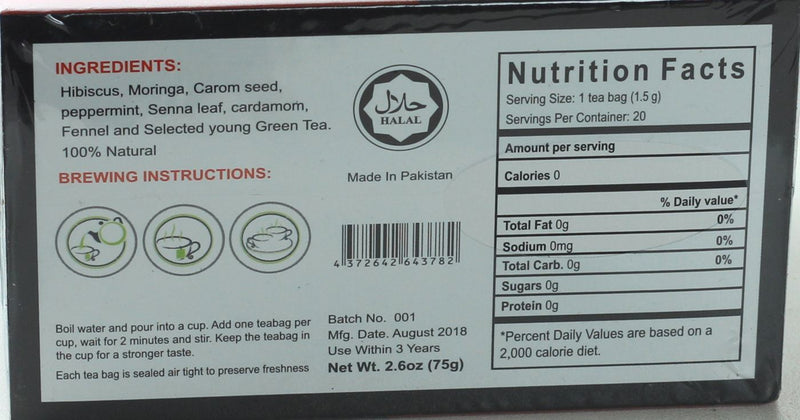 INGREDIENTS:
Hibiscus, Moringa, Carom seed,
peppermint, Senna leaf, cardamom,
Fennel and Selected young Green Tea.
100% Natural
BREWING INSTRUCTIONS:
Boil water and pour into a cup. Add one teabag per
cup, wait for 2 minutes and stir. Keep the teabag in
the cup for a stronger taste.
Each tea bag is sealed air tight to preserve freshness
حلال
HALAL
Made In Pakistan
4 372642 643782
Batch No. 001
Mfg. Date. August 2018
Use Within 3 Years
Net Wt. 2.6oz (75g)
Nutrition Facts
Serving Size: 1 tea bag (1.5 g)
Servings Per Container: 20
Amount per serving
Calories 0
% Daily value*
Total Fat 0g 0%
Sodium 0mg 0%
Total Carb. 0g 0%
Sugars 0g
Protein 0g
*Percent Daily Values are based on a
2,000 calorie diet.